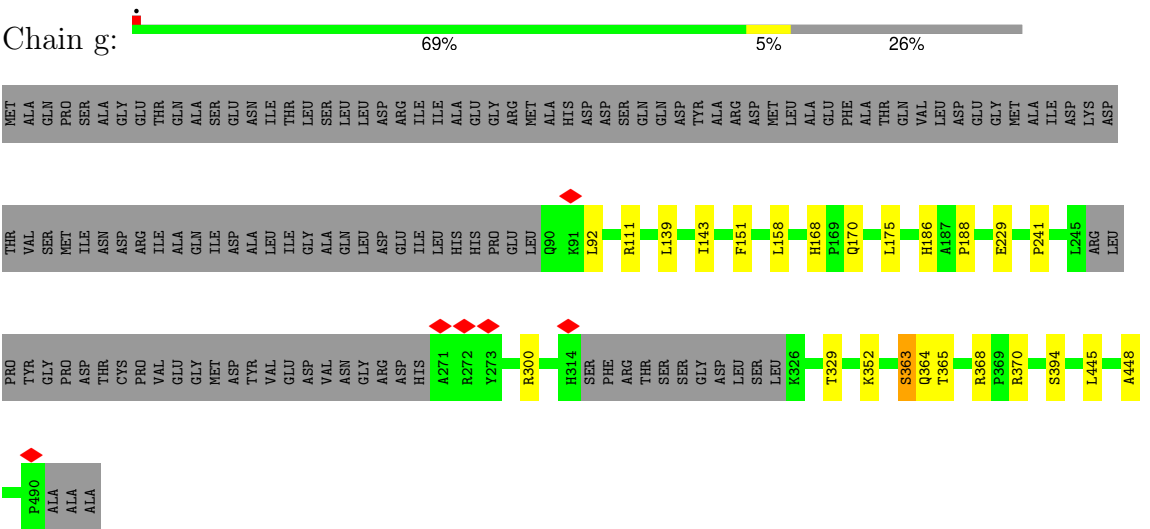 Chain g:
69% 5% 26%
MET ALA GLN PRO SER ALA GLY GLU THR GLN ALA SER GLU ASN ILE THR LEU SER LEU LEU ASP ARG ILE ILE ALA GLU GLY ARG MET ALA HIS ASP ASP SER GLN GLN ASP TYR ALA ARG ASP MET LEU ALA GLU PHE ALA THR GLN VAL LEU ASP GLU GLY MET ALA ILE ASP LYS ASP
THR VAL SER MET ILE ASN ASP ARG ILE ALA GLN ILE ASP ALA LEU ILE GLY ALA GLN LEU ASP GLU ILE LEU HIS HIS PRO GLU LEU Q90 K91 L92 R111 L139 I143 F151 L158 H168 P169 Q170 L175 H186 A187 P188 E229 P241 L245 ARG LEU
PRO TYR GLY PRO ASP THR CYS PRO VAL GLU GLY MET ASP TYR VAL GLU ASP VAL ASN GLY ARG ASP HIS A271 R272 Y273 R300 H314 SER PHE ARG THR SER SER GLY ASP LEU SER LEU K326 T329 K352 S363 Q364 T365 R368 P369 R370 S394 L445 A448
P490 ALA ALA ALA